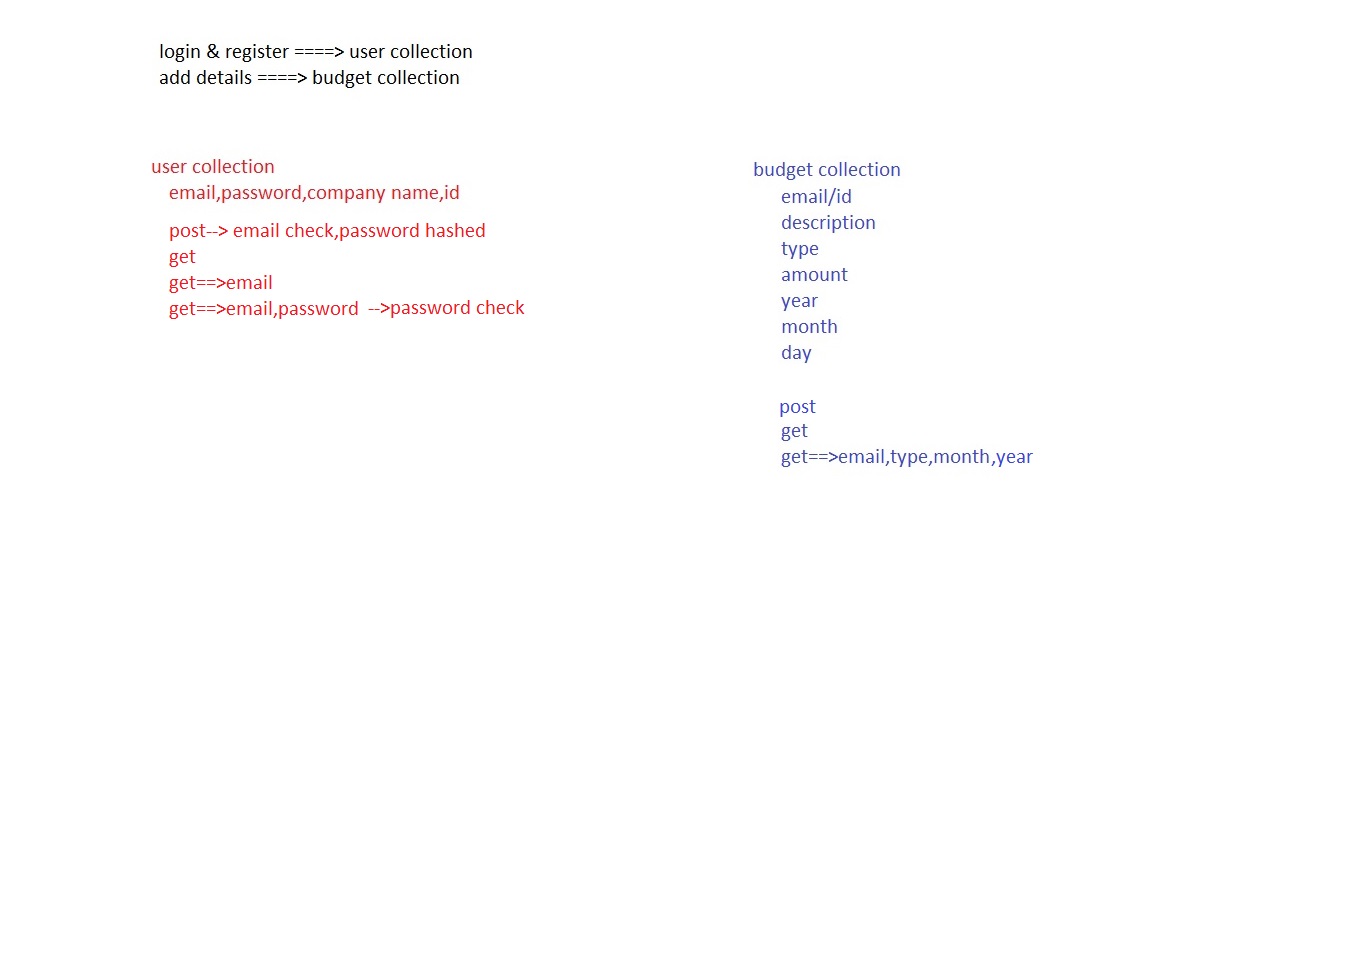 login & register ====> user collection
add details ====> budget collection
user collection
email,password,company name,id
post--> email check,password hashed
get
get==>email
get==>email,password -->password check
budget collection
email/id
description
type
amount
year
month
day
post
get
get==>email,type,month,year